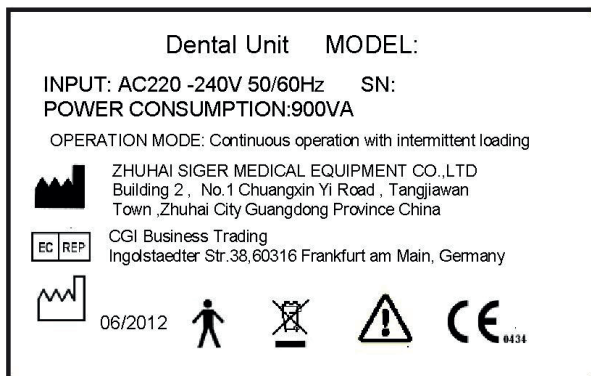 Dental Unit MODEL:
INPUT: AC220 -240V 50/60Hz SN:
POWER CONSUMPTION:900VA
OPERATION MODE: Continuous operation with intermittent loading
ZHUHAI SIGER MEDICAL EQUIPMENT CO.,LTD
Building 2 , No.1 Chuangxin Yi Road , Tangjiawan
Town ,Zhuhai City Guangdong Province China
EC REP
CGI Business Trading
Ingolstaedter Str.38,60316 Frankfurt am Main, Germany
06/2012
CE 0434